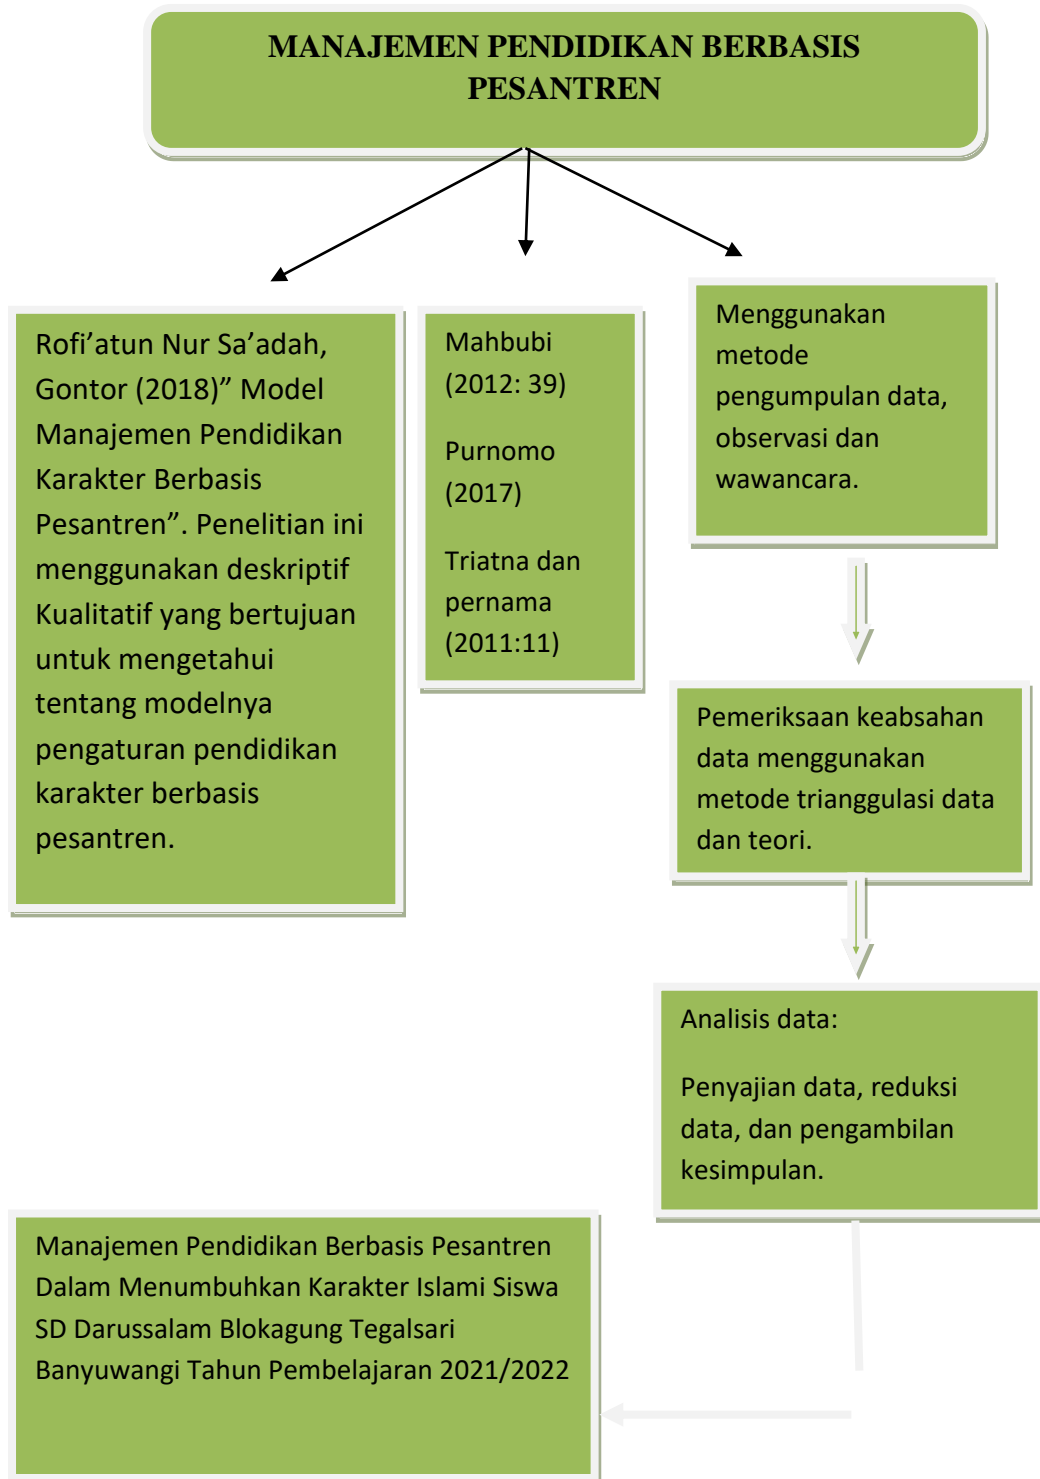 MANAJEMEN PENDIDIKAN BERBASIS
PESANTREN
Rofi’atun Nur Sa’adah,
Gontor (2018)” Model
Manajemen Pendidikan
Karakter Berbasis
Pesantren”. Penelitian ini
menggunakan deskriptif
Kualitatif yang bertujuan
untuk mengetahui
tentang modelnya
pengaturan pendidikan
karakter berbasis
pesantren.
Mahbubi
(2012: 39)
Purnomo
(2017)
Triatna dan
pernama
(2011:11)
Menggunakan
metode
pengumpulan data,
observasi dan
wawancara.
Pemeriksaan keabsahan
data menggunakan
metode trianggulasi data
dan teori.
Analisis data:
Penyajian data, reduksi
data, dan pengambilan
kesimpulan.
Manajemen Pendidikan Berbasis Pesantren
Dalam Menumbuhkan Karakter Islami Siswa
SD Darussalam Blokagung Tegalsari
Banyuwangi Tahun Pembelajaran 2021/2022